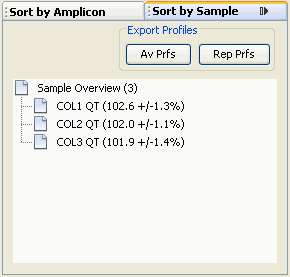 Sort by Amplicon
Sort by Sample
Export Profiles
Av Prfs
Rep Prfs
Sample Overview (3)
COL1 QT (102.6 +/-1.3%)
COL2 QT (102.0 +/-1.1%)
COL3 QT (101.9 +/-1.4%)